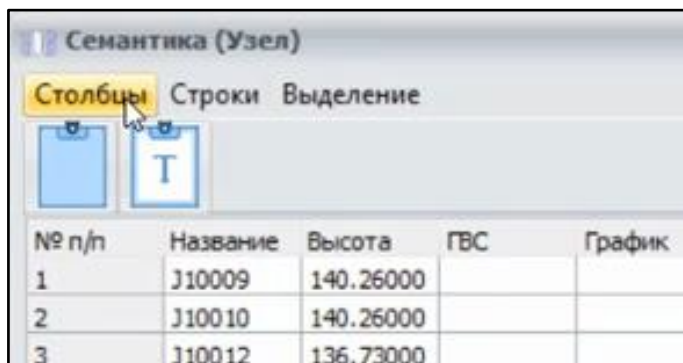 Семантика (Узел)
Столбцы Строки Выделение
T
№ п/п Название Высота ГВС График
1 J10009 140.26000
2 J10010 140.26000
3 J10012 136.73000